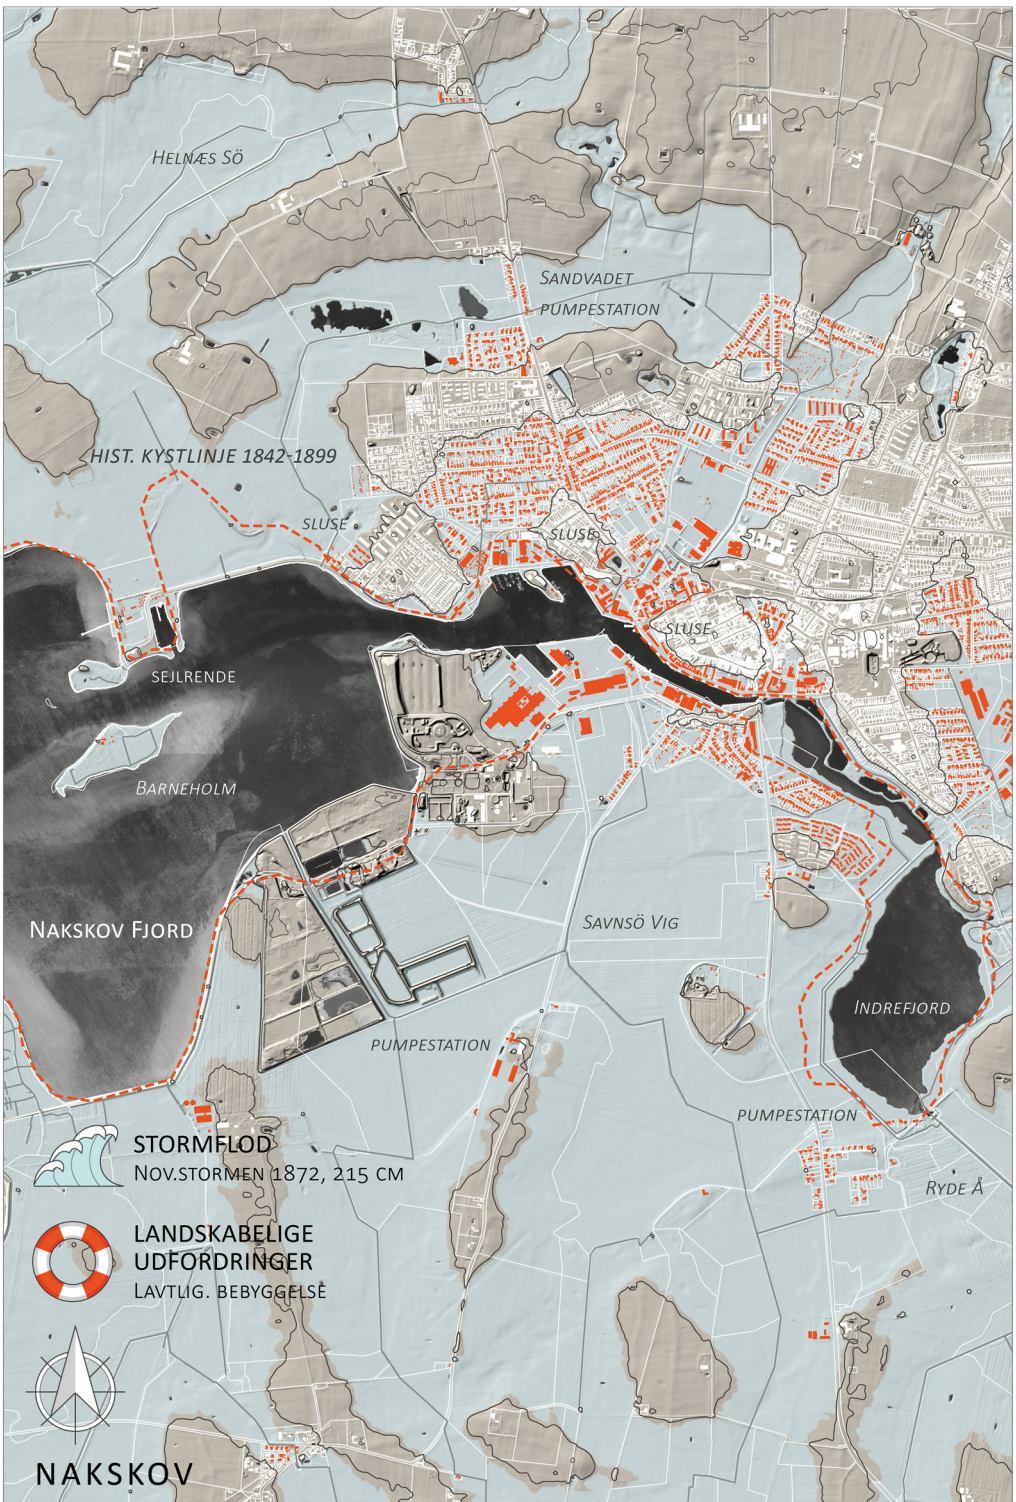 HELNÆS SÖ
SANDVADET
PUMPESTATION
HIST. KYSTLINJE 1842-1899
SLUSE
SLUSE
SLUSE
SEJLRENDE
BARNEHOLM
NAKSKOV FJORD
SAVNSÖ VIG
INDREFJORD
PUMPESTATION
PUMPESTATION
RYDE Å
STORMFLOD
NOV.STORMEN 1872, 215 CM
LANDSKABELIGE
UDFORDRINGER
LAVTLIG. BEBYGGELSE
NAKSKOV